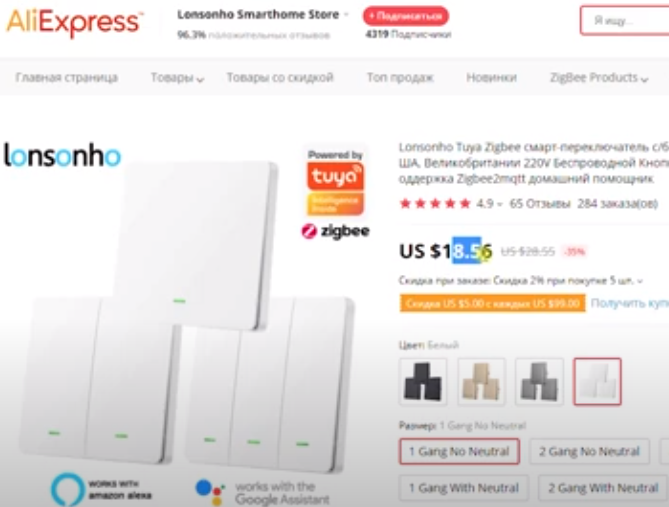 AliExpress™
Lonsonho Smarthome Store
+ Подписаться
Я ищу...
96.3% положительных отзывов
4319 Подписчики
Главная страница
Товары
Товары со скидкой
Топ продаж
Новинки
ZigBee Products
lonsonho
Powered by
tuya
Intelligence
Inside
zigbee
Lonsonho Tuya Zigbee смарт-переключатель с/б
ША, Великобритании 220V Беспроводной Кноп
оддержка Zigbee2mqtt домашний помощник
4.9 65 Отзывы 284 заказа(ов)
US $18.56 US $28.55 -35%
Скидка при заказе: Скидка 2% при покупке 5 шт.
Скидка US $5.00 с каждых US $99.00 Получить куп
Цвет: Белый
Размер: 1 Gang No Neutral
1 Gang No Neutral
2 Gang No Neutral
1 Gang With Neutral
2 Gang With Neutral
WORKS WITH
amazon alexa
works with the
Google Assistant